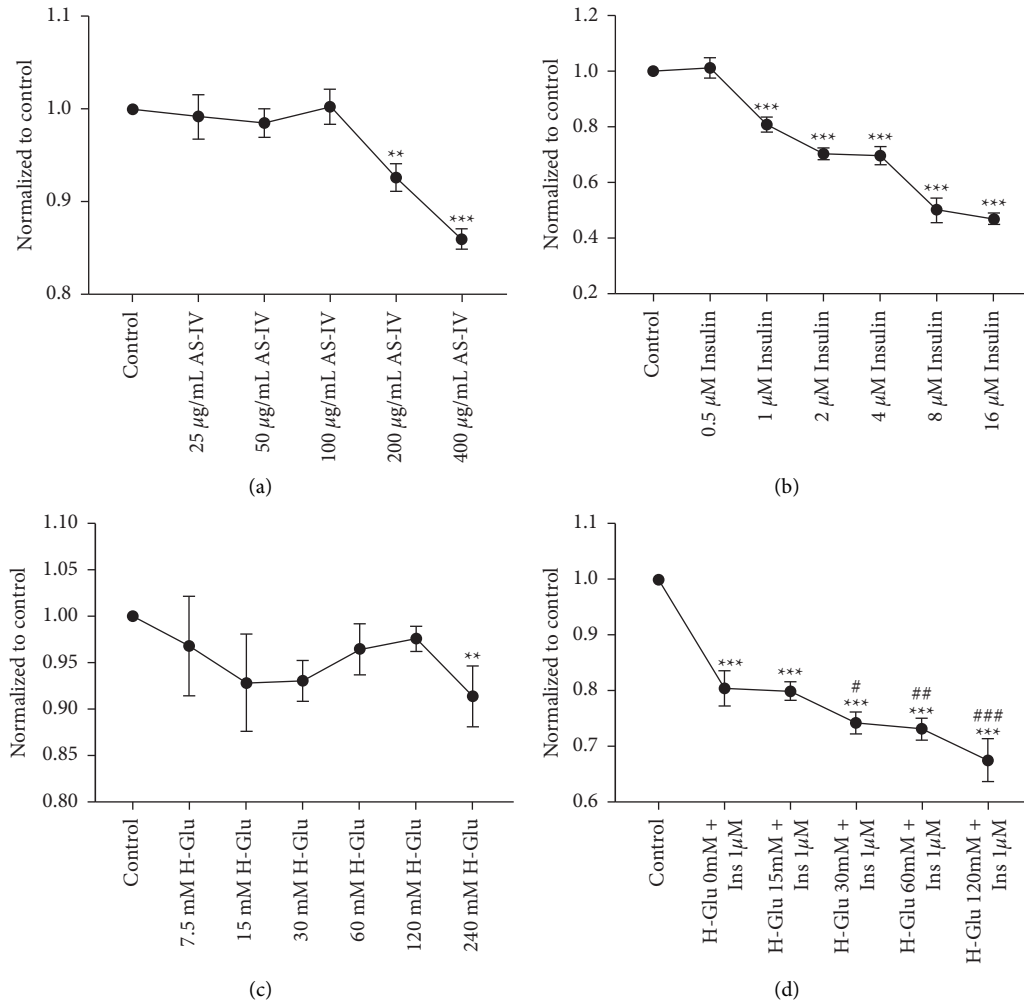 Normalized to control
1.1
1.0
0.9
0.8
**
***
Control
25 µg/mL AS-IV
50 µg/mL AS-IV
100 µg/mL AS-IV
200 µg/mL AS-IV
400 µg/mL AS-IV
(a)
Normalized to control
1.2
1.0
0.8
0.6
0.4
0.2
***
***
***
***
***
Control
0.5 µM Insulin
1 µM Insulin
2 µM Insulin
4 µM Insulin
8 µM Insulin
16 µM Insulin
(b)
Normalized to control
1.10
1.05
1.00
0.95
0.90
0.85
0.80
**
Control
7.5 mM H-Glu
15 mM H-Glu
30 mM H-Glu
60 mM H-Glu
120 mM H-Glu
240 mM H-Glu
(c)
Normalized to control
1.1
1.0
0.9
0.8
0.7
0.6
***
***
#
***
##
***
###
***
Control
H-Glu 0mM +
Ins 1µM
H-Glu 15mM +
Ins 1µM
H-Glu 30mM +
Ins 1µM
H-Glu 60mM +
Ins 1µM
H-Glu 120mM +
Ins 1µM
(d)